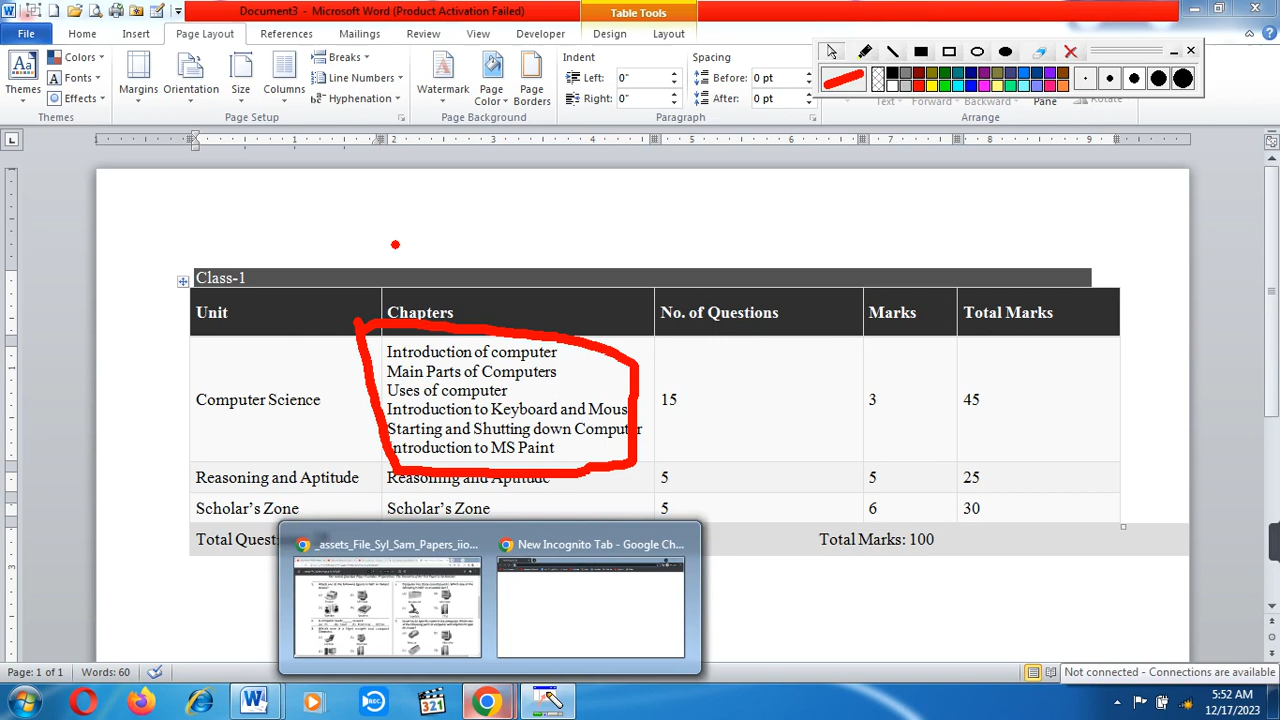 Document3 - Microsoft Word (Product Activation Failed)
Table Tools
File Home Insert Page Layout References Mailings Review View Developer Design Layout
Themes
Colors
Fonts
Effects
Themes
Margins
Orientation
Size
Columns
Breaks
Line Numbers
Hyphenation
Page Setup
Watermark
Page Color
Page Borders
Page Background
Indent
Left: 0"
Right: 0"
Spacing
Before: 0 pt
After: 0 pt
Paragraph
Text Forward Backward Pane Rotate
Arrange
Class-1
Unit Chapters No. of Questions Marks Total Marks
Introduction of computer
Main Parts of Computers
Uses of computer
Computer Science 15 3 45
Introduction to Keyboard and Mous
Starting and Shutting down Computer
Introduction to MS Paint
Reasoning and Aptitude Reasoning and Aptitude 5 5 25
Scholar's Zone Scholar's Zone 5 6 30
Total Questi Total Marks: 100
_assets_File_Syl_Sam_Papers_iio...
New Incognito Tab - Google Ch...
Page: 1 of 1 Words: 60
Not connected - Connections are available
5:52 AM
12/17/2023